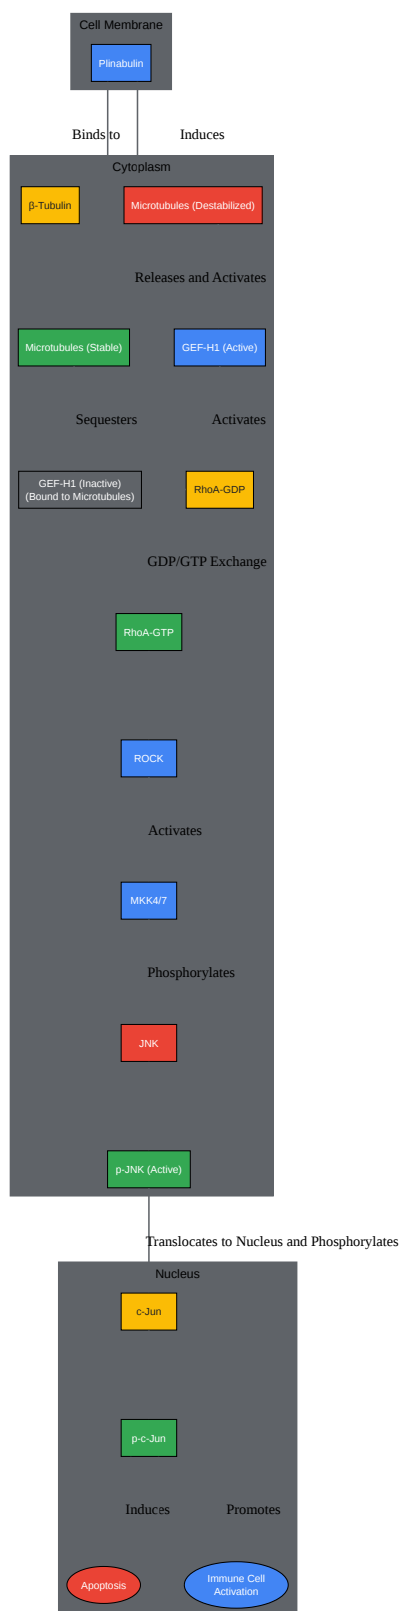 Cell Membrane
Plinabulin
Binds to
Induces
Cytoplasm
β-Tubulin
Microtubules (Destabilized)
Releases and Activates
Microtubules (Stable)
GEF-H1 (Active)
Sequesters
Activates
GEF-H1 (Inactive)
(Bound to Microtubules)
RhoA-GDP
GDP/GTP Exchange
RhoA-GTP
ROCK
Activates
MKK4/7
Phosphorylates
JNK
p-JNK (Active)
Translocates to Nucleus and Phosphorylates
Nucleus
c-Jun
p-c-Jun
Induces
Promotes
Apoptosis
Immune Cell
Activation